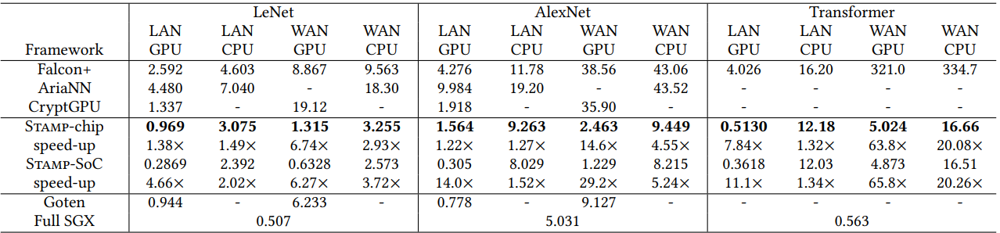 LeNet AlexNet Transformer
LAN LAN WAN WAN LAN LAN WAN WAN LAN LAN WAN WAN
Framework GPU CPU GPU CPU GPU CPU GPU CPU GPU CPU GPU CPU
Falcon+ 2.592 4.603 8.867 9.563 4.276 11.78 38.56 43.06 4.026 16.20 321.0 334.7
AriaNN 4.480 7.040 - 18.30 9.984 19.20 - 43.52 - - - -
CryptGPU 1.337 - 19.12 - 1.918 - 35.90 - - - - -
STAMP-chip 0.969 3.075 1.315 3.255 1.564 9.263 2.463 9.449 0.5130 12.18 5.024 16.66
speed-up 1.38× 1.49× 6.74× 2.93× 1.22× 1.27× 14.6× 4.55× 7.84× 1.32× 63.8× 20.08×
STAMP-SoC 0.2869 2.392 0.6328 2.573 0.305 8.029 1.229 8.215 0.3618 12.03 4.873 16.51
speed-up 4.66× 2.02× 6.27× 3.72× 14.0× 1.52× 29.2× 5.24× 11.1× 1.34× 65.8× 20.26×
Goten 0.944 - 6.233 - 0.778 - 9.127 - - - - -
Full SGX 0.507 5.031 0.563